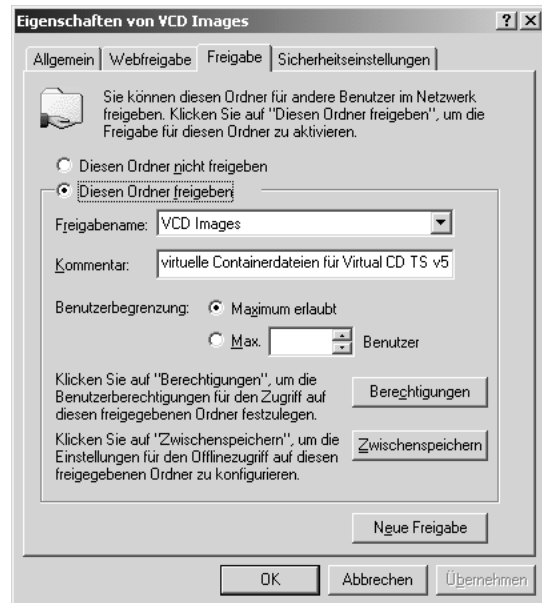 Eigenschaften von VCD Images
Allgemein Webfreigabe Freigabe Sicherheitseinstellungen
Sie können diesen Ordner für andere Benutzer im Netzwerk
freigeben. Klicken Sie auf "Diesen Ordner freigeben", um die
Freigabe für diesen Ordner zu aktivieren.
Diesen Ordner nicht freigeben
Diesen Ordner freigeben
Freigabename: VCD Images
Kommentar: virtuelle Containerdateien für Virtual CD TS v5
Benutzerbegrenzung: Maximum erlaubt
Max. Benutzer
Klicken Sie auf "Berechtigungen", um die
Benutzerberechtigungen für den Zugriff auf
diesen freigegebenen Ordner festzulegen.
Berechtigungen
Klicken Sie auf "Zwischenspeichern", um die
Einstellungen für den Offlinezugriff auf diesen
freigegebenen Ordner zu konfigurieren.
Zwischenspeichern
Neue Freigabe
OK Abbrechen Übernehmen